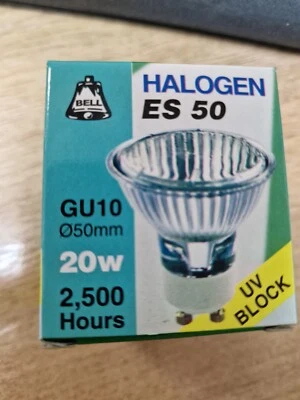 BELL
HALOGEN
ES 50
GU10
Ø50mm
20w
2,500
Hours
UV
BLOCK